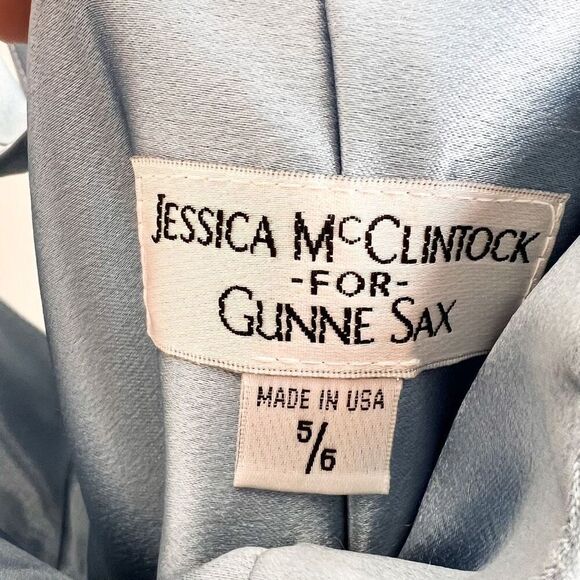 JESSICA MCCLINTOCK
-FOR-
GUNNE SAX
MADE IN USA
5/6